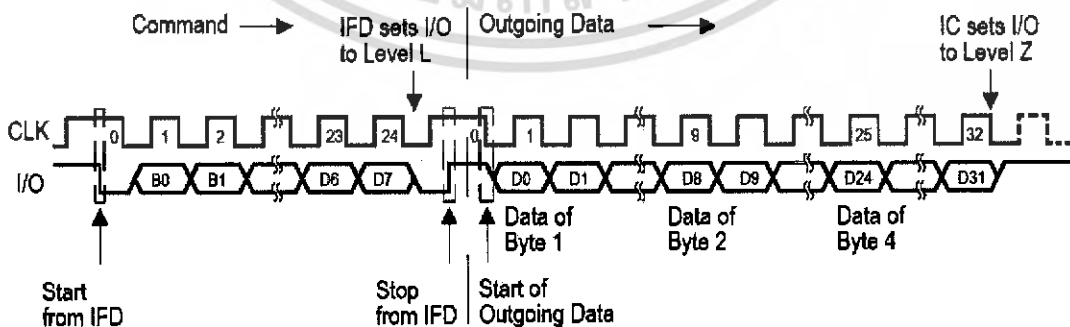 Command
IFD sets I/O
to Level L
Outgoing Data
IC sets I/O
to Level Z
CLK
0 1 2 23 24 0 1 9 25 32
I/O
B0 B1 D6 D7 D0 D1 D8 D9 D24 D31
Data of
Byte 1
Data of
Byte 2
Data of
Byte 4
Start
from IFD
Stop
from IFD
Start of
Outgoing Data